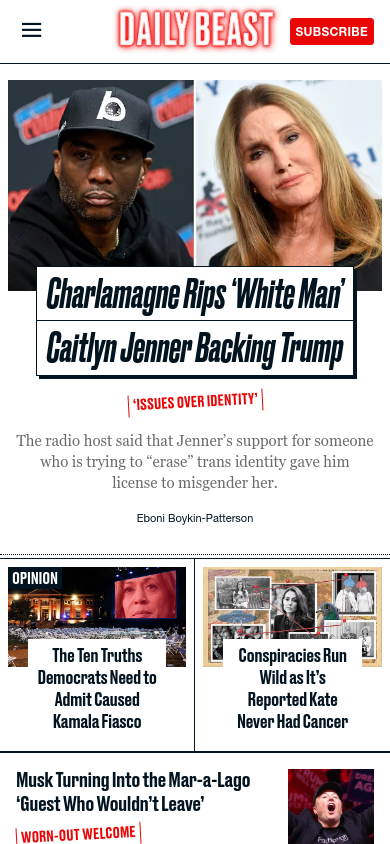 DAILY BEAST
SUBSCRIBE
Charlamagne Rips ‘White Man’
Caitlyn Jenner Backing Trump
‘ISSUES OVER IDENTITY’
The radio host said that Jenner’s support for someone
who is trying to “erase” trans identity gave him
license to misgender her.
Eboni Boykin-Patterson
OPINION
The Ten Truths
Democrats Need to
Admit Caused
Kamala Fiasco
Conspiracies Run
Wild as It’s
Reported Kate
Never Had Cancer
Musk Turning Into the Mar-a-Lago
‘Guest Who Wouldn’t Leave’
WORN-OUT WELCOME